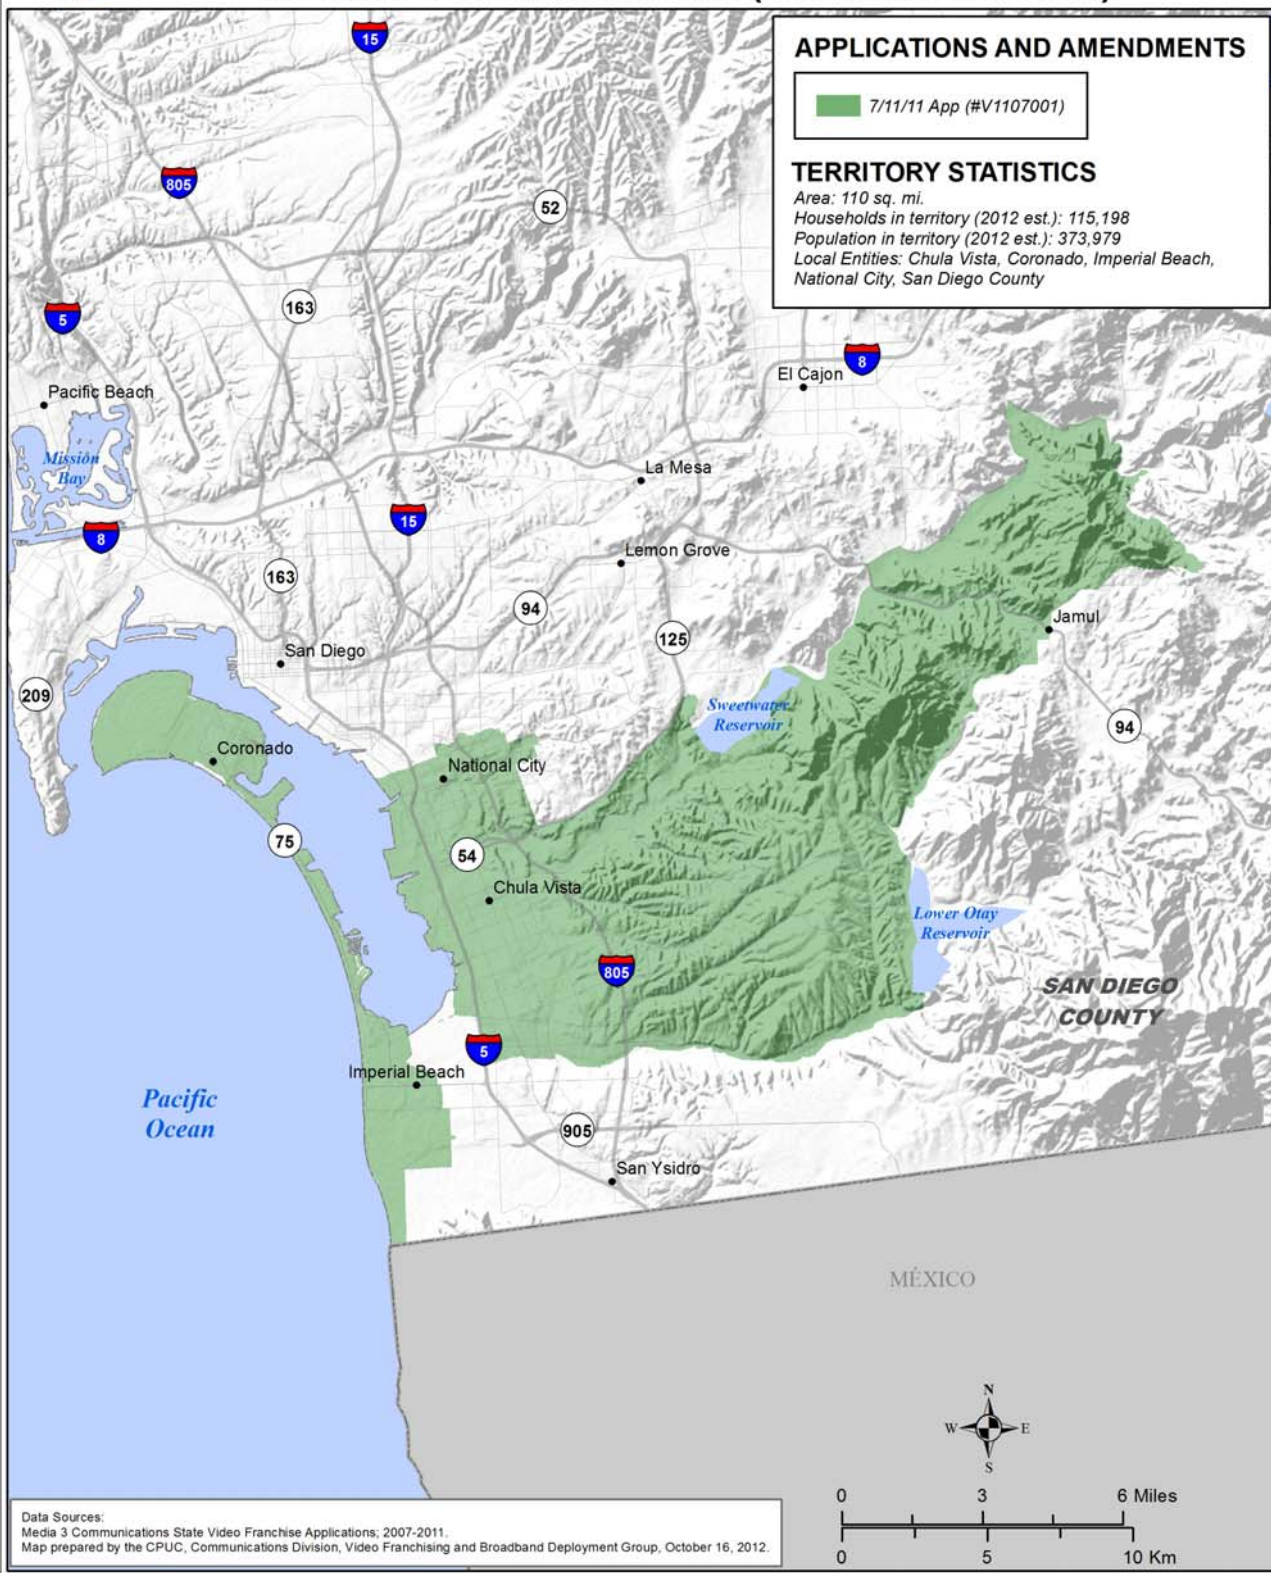 APPLICATIONS AND AMENDMENTS
7/11/11 App (#V1107001)
TERRITORY STATISTICS
Area: 110 sq. mi.
Households in territory (2012 est.): 115,198
Population in territory (2012 est.): 373,979
Local Entities: Chula Vista, Coronado, Imperial Beach,
National City, San Diego County
15
805
52
163
5
8
El Cajon
Pacific Beach
Mission
Bay
La Mesa
15
8
Lemon Grove
163
94
Jamul
125
San Diego
209
Sweetwater
Reservoir
94
Coronado
National City
75
54
Chula Vista
Lower Otay
Reservoir
805
SAN DIEGO
COUNTY
5
Imperial Beach
Pacific
Ocean
905
San Ysidro
MÉXICO
N
W E
S
0 3 6 Miles
0 5 10 Km
Data Sources:
Media 3 Communications State Video Franchise Applications; 2007-2011.
Map prepared by the CPUC, Communications Division, Video Franchising and Broadband Deployment Group, October 16, 2012.